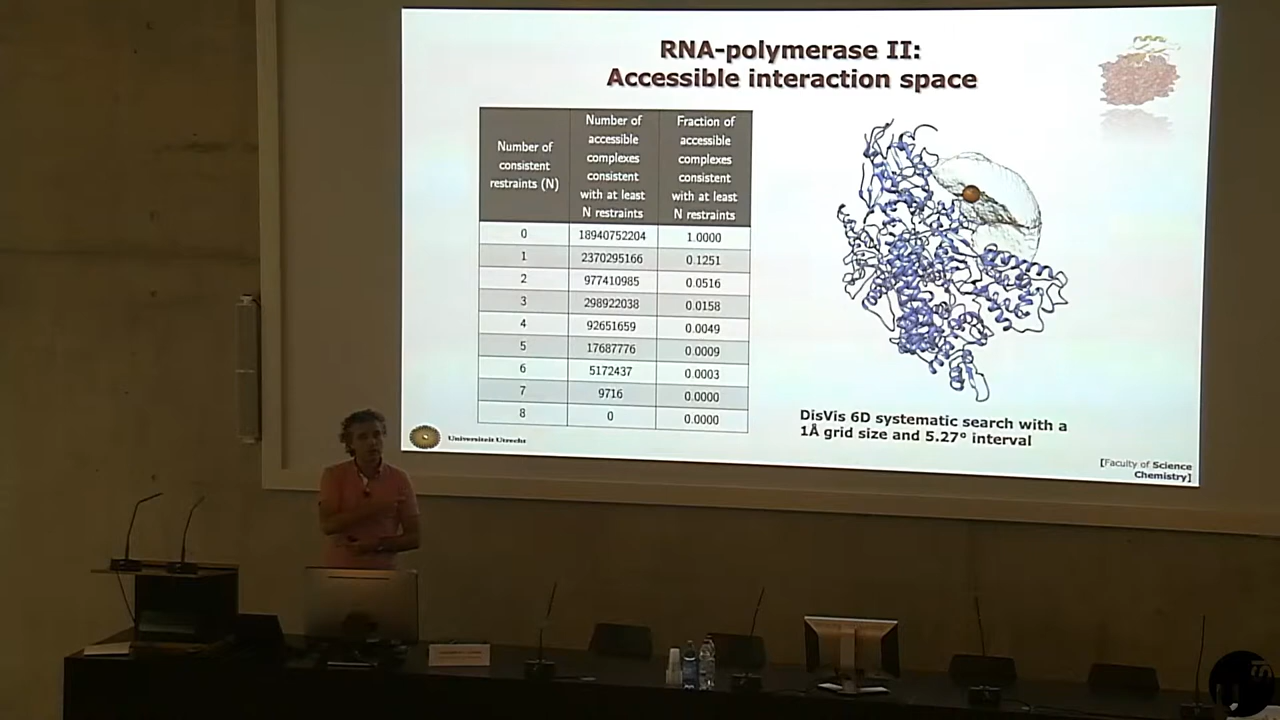 RNA-polymerase II:
Accessible interaction space
Number of
consistent
restraints (N)
Number of
accessible
complexes
consistent
with at least
N restraints
Fraction of
accessible
complexes
consistent
with at least
N restraints
0 18940752204 1.0000
1 2370295166 0.1251
2 977410985 0.0516
3 298922038 0.0158
4 92651659 0.0049
5 17687776 0.0009
6 5172437 0.0003
7 9716 0.0000
8 0 0.0000
DisVis 6D systematic search with a
1Å grid size and 5.27° interval
Universiteit Utrecht
[Faculty of Science
Chemistry]